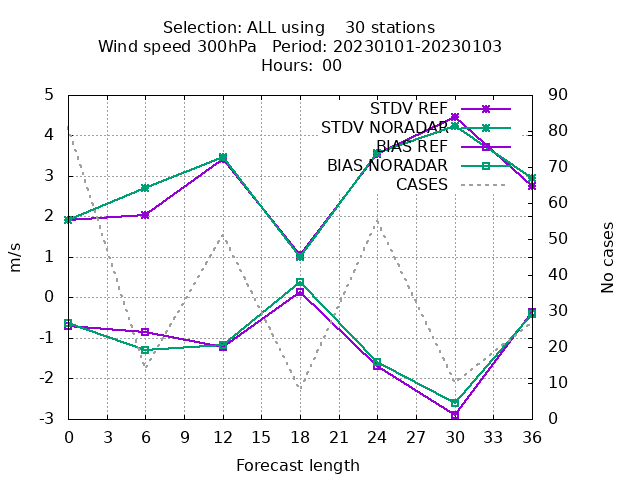 Selection: ALL using    30 stations
Wind speed 300hPa   Period: 20230101-20230103
Hours: 00
5
4
3
2
1
0
-1
-2
-3
m/s
STDV REF
STDV NORADAR
BIAS REF
BIAS NORADAR
CASES
90
80
70
60
50
40
30
20
10
0
No cases
0 3 6 9 12 15 18 21 24 27 30 33 36
Forecast length